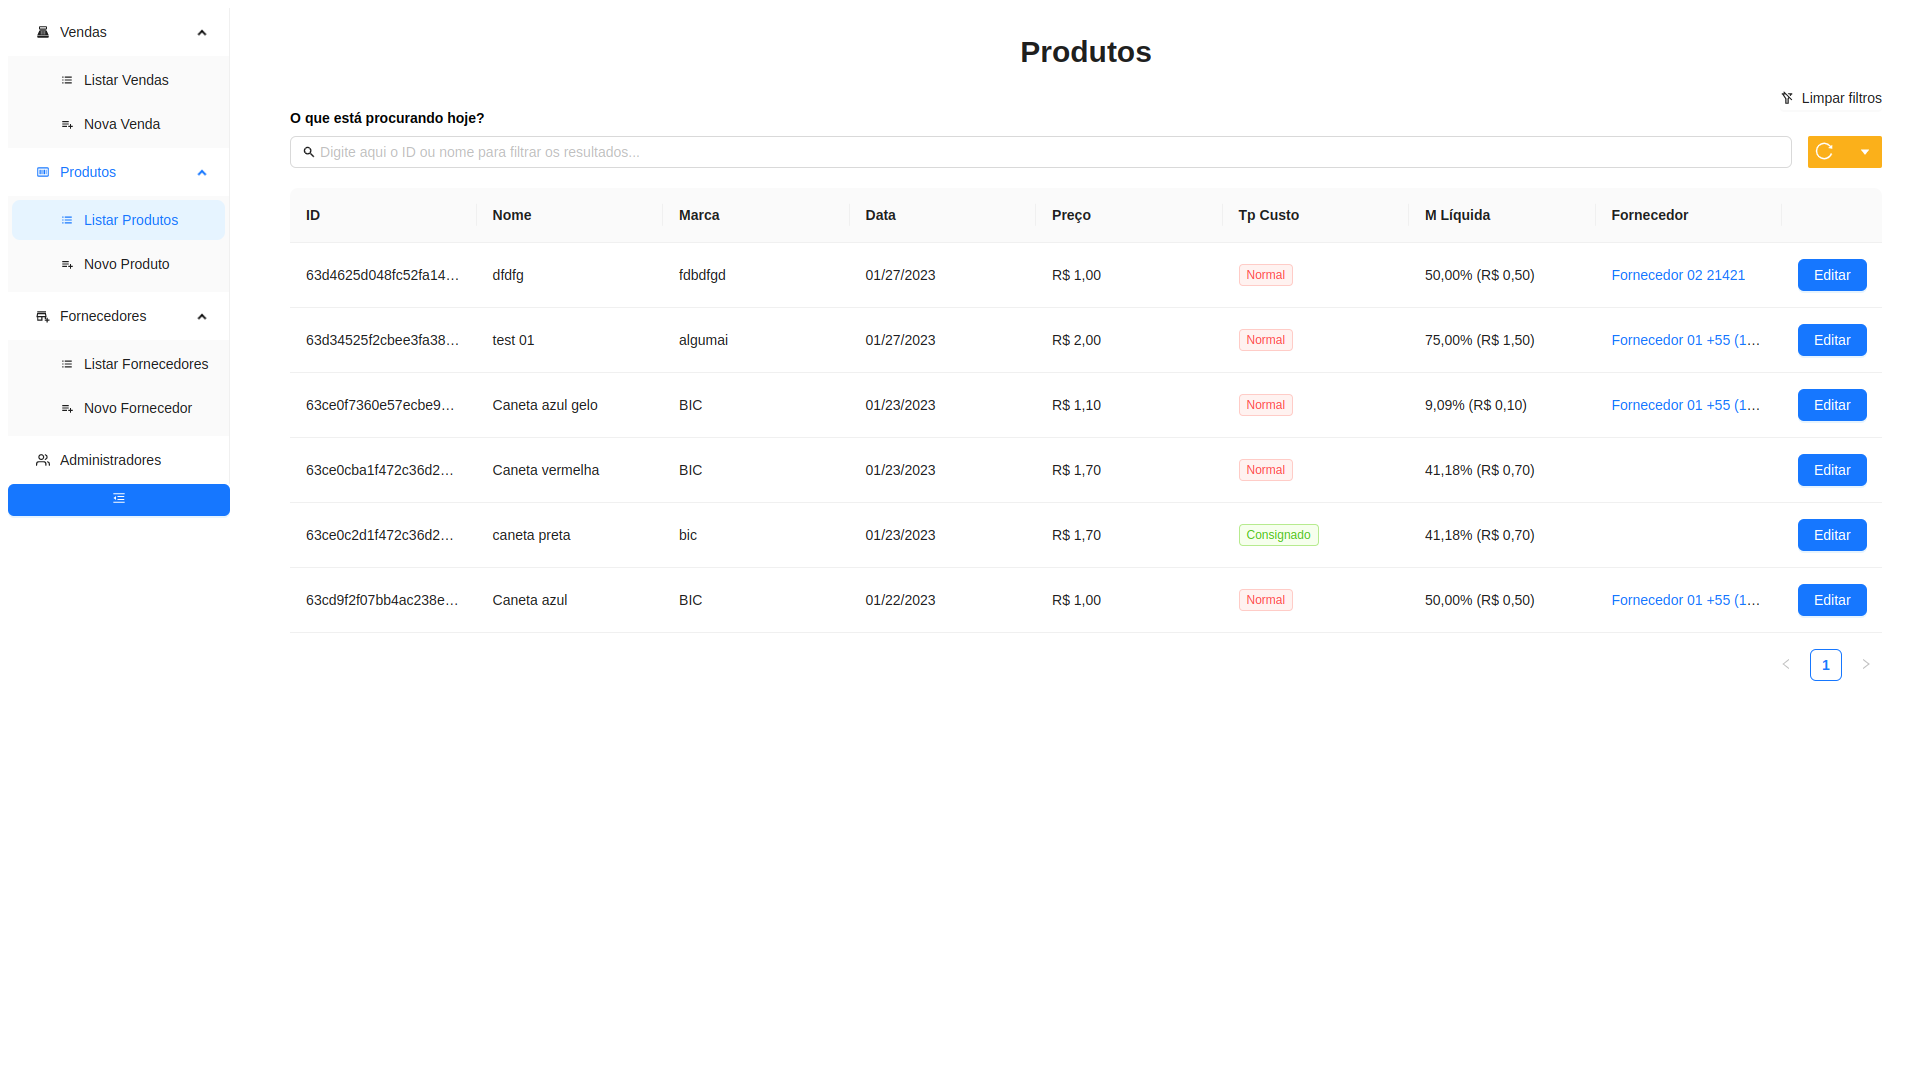 Vendas
Listar Vendas
Nova Venda
Produtos
Listar Produtos
Novo Produto
Fornecedores
Listar Fornecedores
Novo Fornecedor
Administradores
Produtos
Limpar filtros
O que está procurando hoje?
Digite aqui o ID ou nome para filtrar os resultados...
ID Nome Marca Data Preço Tp Custo M Líquida Fornecedor
63d4625d048fc52fa14... dfdfg fdbdfgd 01/27/2023 R$ 1,00 Normal 50,00% (R$ 0,50) Fornecedor 02 21421 Editar
63d34525f2cbee3fa38... test 01 algumai 01/27/2023 R$ 2,00 Normal 75,00% (R$ 1,50) Fornecedor 01 +55 (1... Editar
63ce0f7360e57ecbe9... Caneta azul gelo BIC 01/23/2023 R$ 1,10 Normal 9,09% (R$ 0,10) Fornecedor 01 +55 (1... Editar
63ce0cba1f472c36d2... Caneta vermelha BIC 01/23/2023 R$ 1,70 Normal 41,18% (R$ 0,70) Editar
63ce0c2d1f472c36d2... caneta preta bic 01/23/2023 R$ 1,70 Consignado 41,18% (R$ 0,70) Editar
63cd9f2f07bb4ac238e... Caneta azul BIC 01/22/2023 R$ 1,00 Normal 50,00% (R$ 0,50) Fornecedor 01 +55 (1... Editar
1